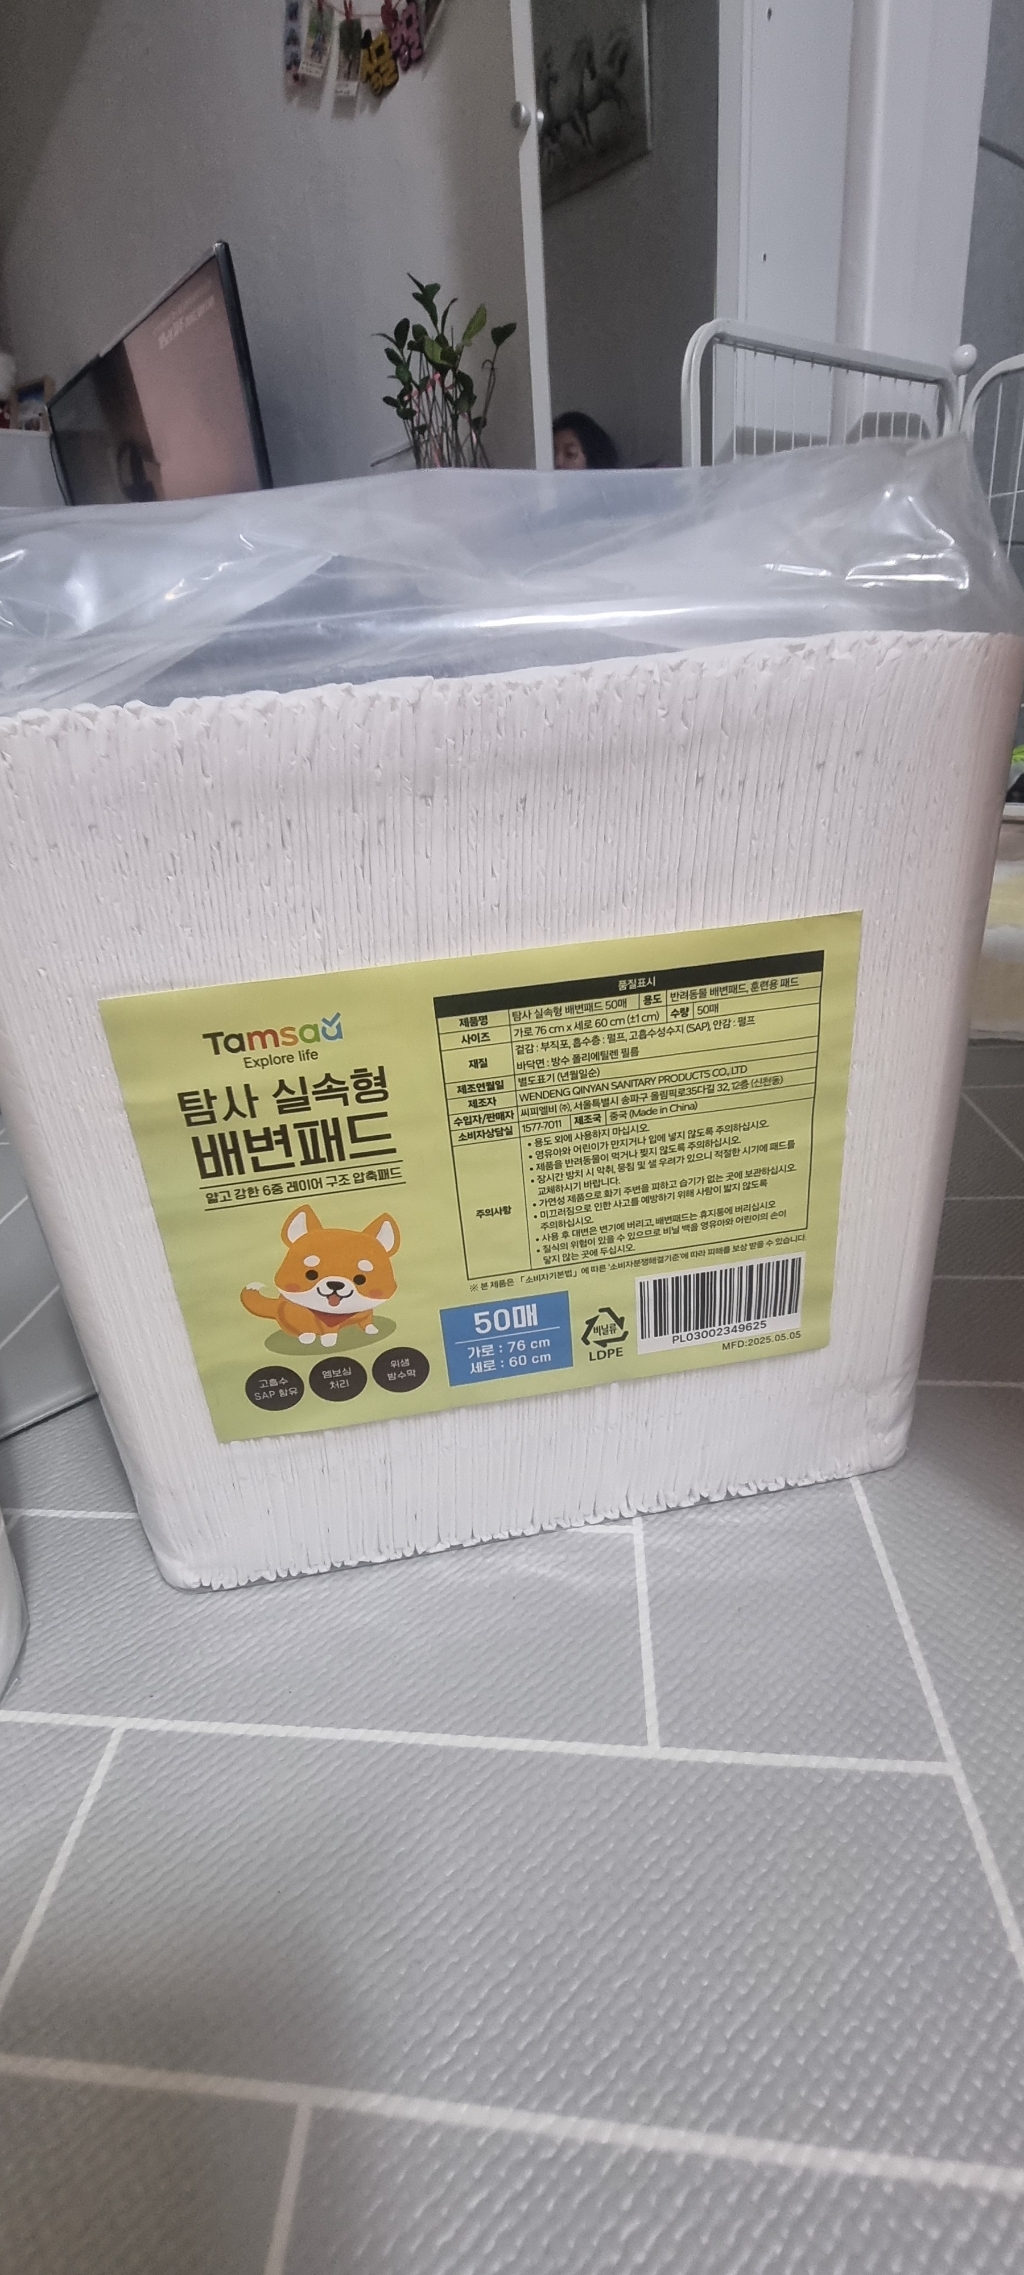 Tamsaa
Explore life
탐사 실속형
배변패드
얇고 강한 6중 레이어 구조 압축패드
고흡수
SAP 함유
엠보싱
처리
위생
방수막
품질표시
제품명 탐사 실속형 배변패드 50매 용도 반려동물 배변패드, 훈련용 패드
사이즈 가로 76 cm x 세로 60 cm (±1 cm) 수량 50매
재질 겉감 : 부직포, 흡수층 : 펄프, 고흡수성수지 (SAP), 안감 : 펄프
바닥면 : 방수 폴리에틸렌 필름
제조연월일 별도표기 (년월일순)
제조자 WENDENG QINYAN SANITARY PRODUCTS CO., LTD
수입자/판매자 씨피엘비 ㈜, 서울특별시 송파구 올림픽로35다길 32, 12층 (신천동)
소비자상담실 1577-7011 제조국 중국 (Made in China)
주의사항
• 용도 외에 사용하지 마십시오.
• 영유아와 어린이가 만지거나 입에 넣지 않도록 주의하십시오.
• 제품을 반려동물이 먹거나 찢지 않도록 주의하십시오.
• 장시간 방치 시 악취, 뭉침 및 샐 우려가 있으니 적절한 시기에 패드를
교체하시기 바랍니다.
• 가연성 제품으로 화기 주변을 피하고 습기가 없는 곳에 보관하십시오.
• 미끄러짐으로 인한 사고를 예방하기 위해 사람이 밟지 않도록
주의하십시오.
• 사용 후 대변은 변기에 버리고, 배변패드는 휴지통에 버리십시오
• 질식의 위험이 있을 수 있으므로 비닐 백을 영유아와 어린이의 손이
닿지 않는 곳에 두십시오.
※ 본 제품은 「소비자기본법」에 따른 '소비자분쟁해결기준'에 따라 피해를 보상 받을 수 있습니다.
50매
가로 : 76 cm
세로 : 60 cm
비닐류
LDPE
PL03002349625
MFD:2025.05.05